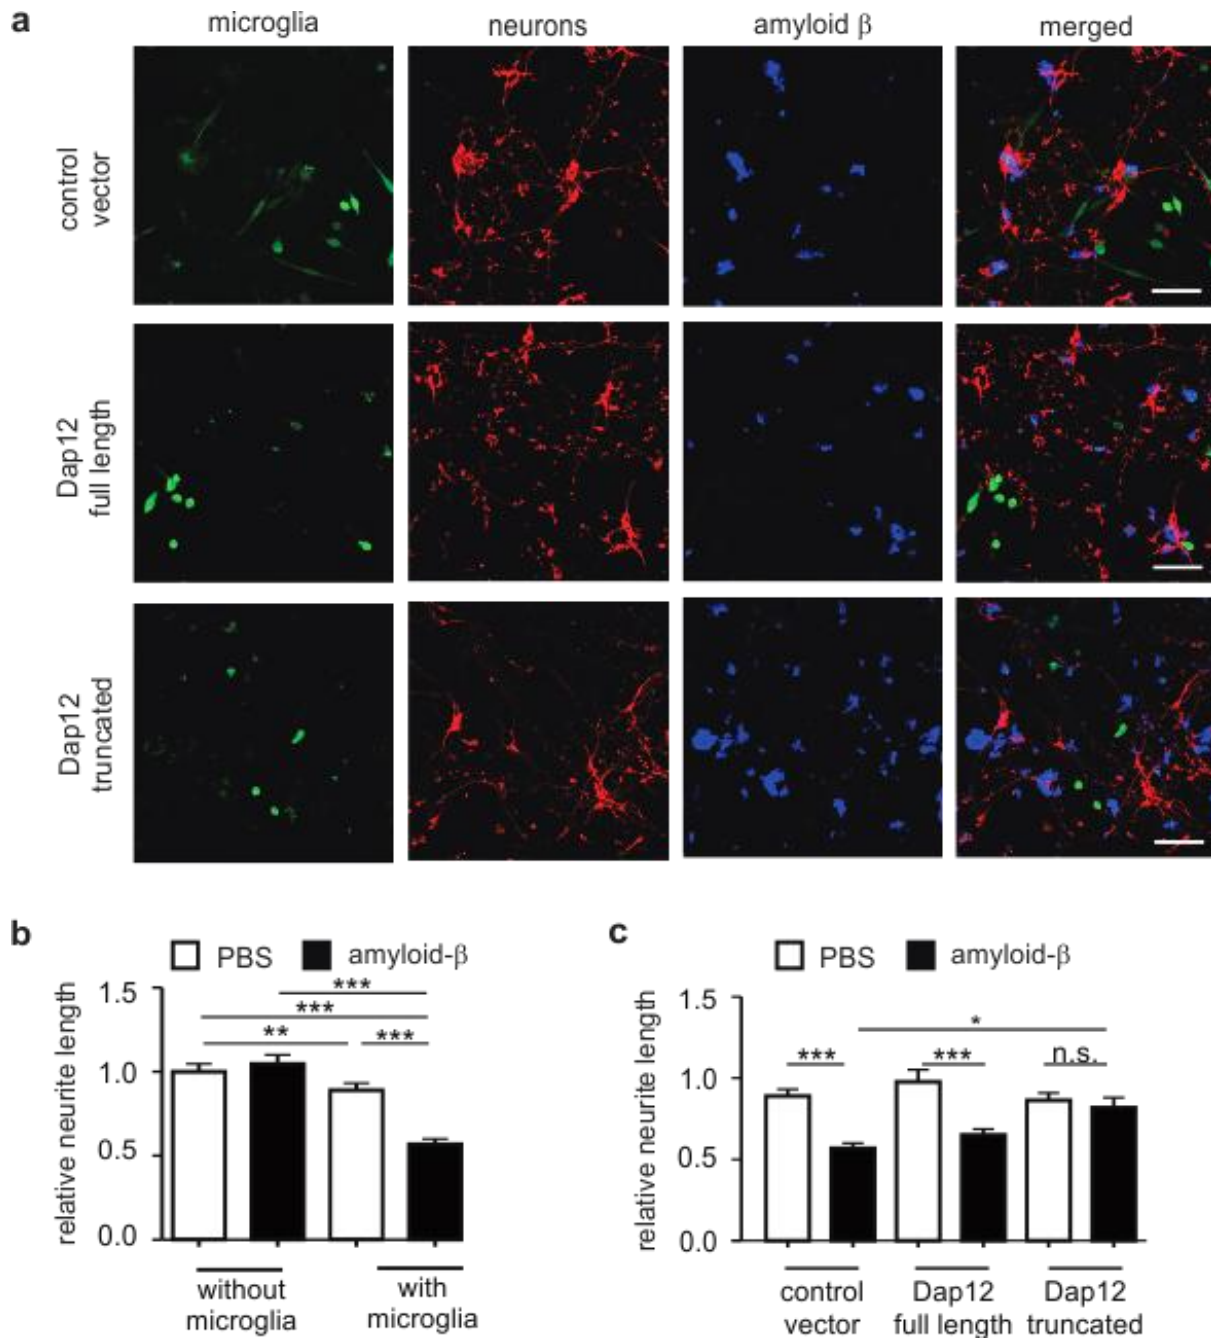 a
microglia neurons amyloid β merged
control
vector
Dap12
full length
Dap12
truncated
b
PBS amyloid-β
relative neurite length
1.5
1.0
0.5
0.0
***
***
** ***
without
microglia
with
microglia
c
PBS amyloid-β
relative neurite length
1.5
1.0
0.5
0.0
*
*** *** n.s.
control
vector
Dap12
full length
Dap12
truncated